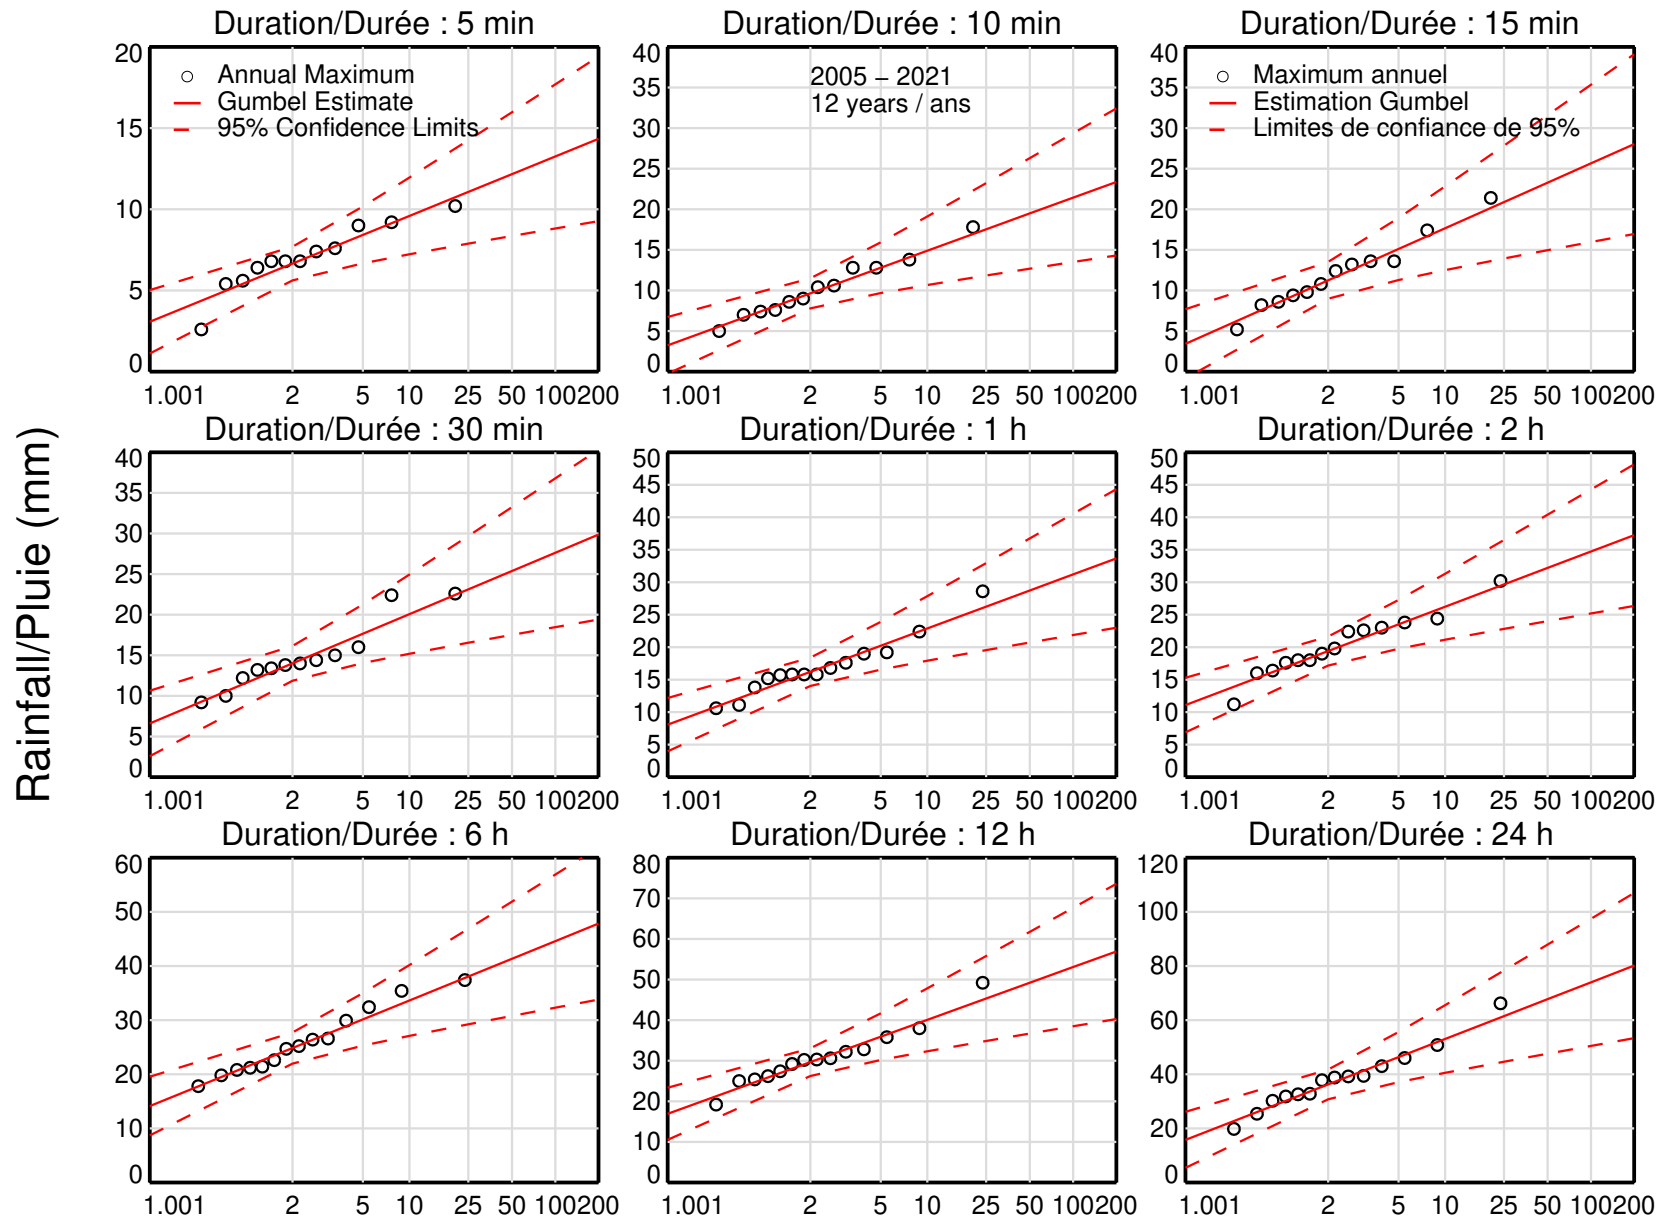 Duration/Durée : 5 min
Duration/Durée : 10 min
Duration/Durée : 15 min
20
15
10
5
0
Annual Maximum
Gumbel Estimate
95% Confidence Limits
1.001 2 5 10 25 50 100200
40
35
30
25
20
15
10
5
0
2005 – 2021
12 years / ans
1.001 2 5 10 25 50 100200
40
35
30
25
20
15
10
5
0
Maximum annuel
Estimation Gumbel
Limites de confiance de 95%
1.001 2 5 10 25 50 100200
Rainfall/Pluie (mm)
Duration/Durée : 30 min
Duration/Durée : 1 h
Duration/Durée : 2 h
40
35
30
25
20
15
10
5
0
1.001 2 5 10 25 50 100200
50
45
40
35
30
25
20
15
10
5
0
1.001 2 5 10 25 50 100200
50
45
40
35
30
25
20
15
10
5
0
1.001 2 5 10 25 50 100200
Duration/Durée : 6 h
Duration/Durée : 12 h
Duration/Durée : 24 h
60
50
40
30
20
10
0
1.001 2 5 10 25 50 100200
80
70
60
50
40
30
20
10
0
1.001 2 5 10 25 50 100200
120
100
80
60
40
20
0
1.001 2 5 10 25 50 100200